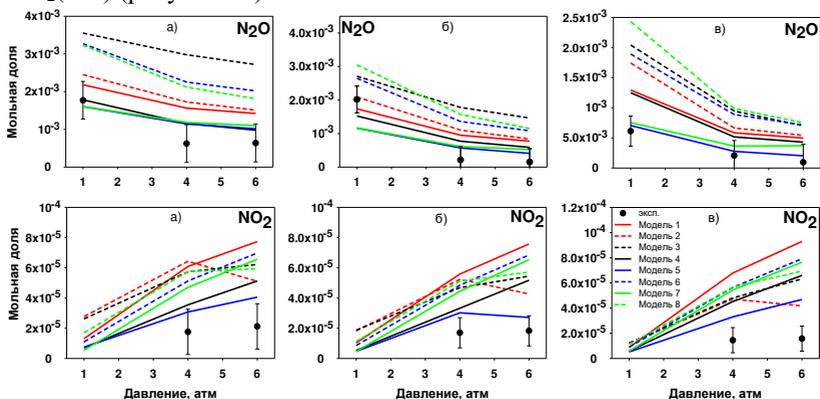 а) N2O
б) N2O
в) N2O
Мольная доля
4x10⁻³
3x10⁻³
2x10⁻³
10⁻³
0
1 2 3 4 5 6
4.0x10⁻³
3.0x10⁻³
2.0x10⁻³
10⁻³
0
1 2 3 4 5 6
2.5x10⁻³
2.0x10⁻³
1.5x10⁻³
10⁻³
5.0x10⁻⁴
0
1 2 3 4 5 6
а) NO2
б) NO2
в) NO2
Мольная доля
10⁻⁴
8x10⁻⁵
6x10⁻⁵
4x10⁻⁵
2x10⁻⁵
0
1 2 3 4 5 6
Давление, атм
10⁻⁴
8.0x10⁻⁵
6.0x10⁻⁵
4.0x10⁻⁵
2.0x10⁻⁵
0
1 2 3 4 5 6
Давление, атм
1.2x10⁻⁴
10⁻⁴
8.0x10⁻⁵
6.0x10⁻⁵
4.0x10⁻⁵
2.0x10⁻⁵
0
эксп.
Модель 1
Модель 2
Модель 3
Модель 4
Модель 5
Модель 6
Модель 7
Модель 8
1 2 3 4 5 6
Давление, атм